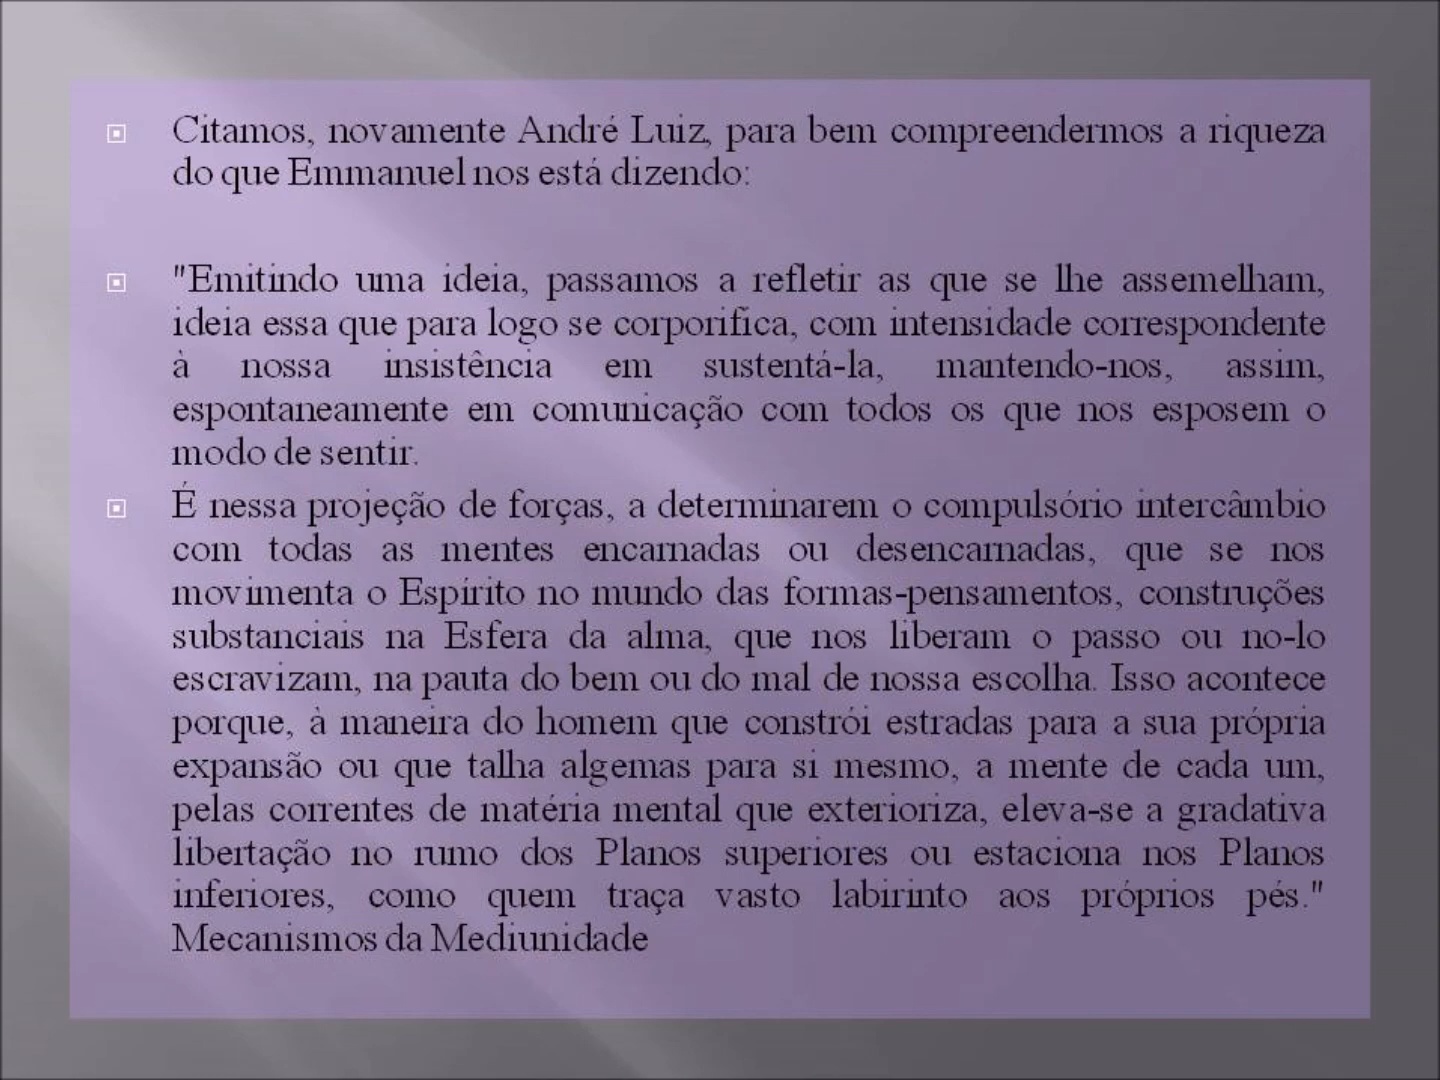 Citamos, novamente André Luiz, para bem compreendermos a riqueza
do que Emmanuel nos está dizendo:
"Emitindo uma ideia, passamos a refletir as que se lhe assemelham,
ideia essa que para logo se corporifica, com intensidade correspondente
à nossa insistência em sustentá-la, mantendo-nos, assim,
espontaneamente em comunicação com todos os que nos esposem o
modo de sentir.
É nessa projeção de forças, a determinarem o compulsório intercâmbio
com todas as mentes encarnadas ou desencarnadas, que se nos
movimenta o Espírito no mundo das formas-pensamentos, construções
substanciais na Esfera da alma, que nos liberam o passo ou no-lo
escravizam, na pauta do bem ou do mal de nossa escolha. Isso acontece
porque, à maneira do homem que constrói estradas para a sua própria
expansão ou que talha algemas para si mesmo, a mente de cada um,
pelas correntes de matéria mental que exterioriza, eleva-se a gradativa
libertação no rumo dos Planos superiores ou estaciona nos Planos
inferiores, como quem traça vasto labirinto aos próprios pés."
Mecanismos da Mediunidade